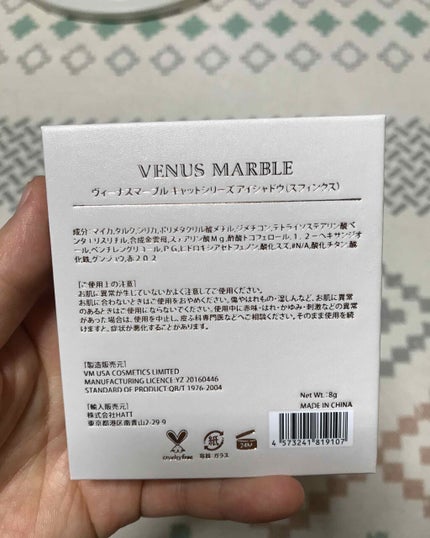 VENUS MARBLE
ヴィーナスマーブル キャットシリーズ アイシャドウ(スフィンクス)
成分:マイカ,タルク,シリカ,ポリメタクリル酸メチル,ジメチコン,テトライソステアリン酸ペ
ンタエリスリチル,合成金雲母,ステアリン酸Mg,酢酸トコフェロール,1,2-ヘキサンジオ
ール,ペンチレングリコール,PG,ヒドロキシアセトフェノン,酸化スズ,#N/A,酸化チタン,酸
化鉄,グンジョウ,赤202
【ご使用上の注意】
お肌に異常が生じていないかよく注意してご使用ください。
お肌に合わないときはご使用をおやめください。傷やはれもの・湿しんなど、お肌に異常
のあるときはご使用にならないでください。使用中に赤味・はれ・かゆみ・刺激などの異常
があった場合は、使用を中止し、皮ふ科専門医などへご相談ください。そのまま使用を続
けますと、症状が悪化することがあります。
[製造販売元]
VM USA COSMETICS LIMITED
MANUFACTURING LICENCE:YZ 20160446
STANDARD OF PRODUCT:QB/T 1976-2004
[輸入販売元]
株式会社HATT
東京都港区南青山2-29-9
Net Wt.:8g
MADE IN CHINA
4 573241 819107
cruelty free
紙
容器:ガラス
24M